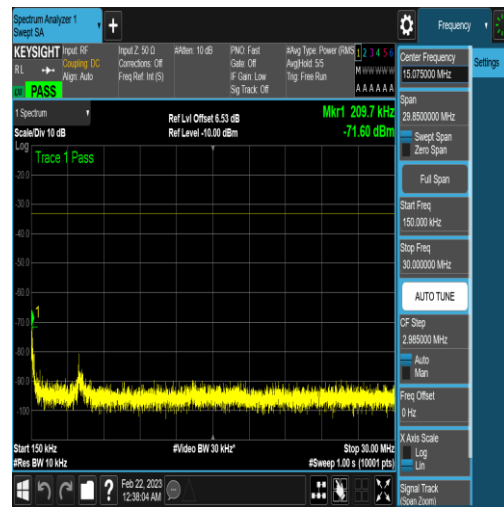 Spectrum Analyzer 1
Swept SA
+
Frequency
KEYSIGHT
RL
Input: RF
Coupling: DC
Align: Auto
Input Z: 50 Ω
Corrections: Off
Freq Ref: Int (S)
#Atten: 10 dB
PNO: Fast
Gate: Off
IF Gain: Low
Sig Track: Off
#Avg Type: Power (RMS
Avg|Hold: 5/5
Trig: Free Run
1 2 3 4 5 6
M W W W W W
A A A A A A
PASS
1 Spectrum
Scale/Div 10 dB
Ref Lvl Offset 6.53 dB
Ref Level -10.00 dBm
Mkr1 209.7 kHz
-71.60 dBm
Log
Trace 1 Pass
-20.0
-30.0
-40.0
-50.0
-60.0
-70.0
-80.0
-90.0
-100
1
Start 150 kHz
#Res BW 10 kHz
#Video BW 30 kHz*
Stop 30.00 MHz
#Sweep 1.00 s (10001 pts)
?
Feb 22, 2023
12:38:04 AM
Center Frequency
15.075000 MHz
Settings
Span
29.8500000 MHz
Swept Span
Zero Span
Full Span
Start Freq
150.000 kHz
Stop Freq
30.000000 MHz
AUTO TUNE
CF Step
2.985000 MHz
Auto
Man
Freq Offset
0 Hz
X Axis Scale
Log
Lin
Signal Track
(Span Zoom)